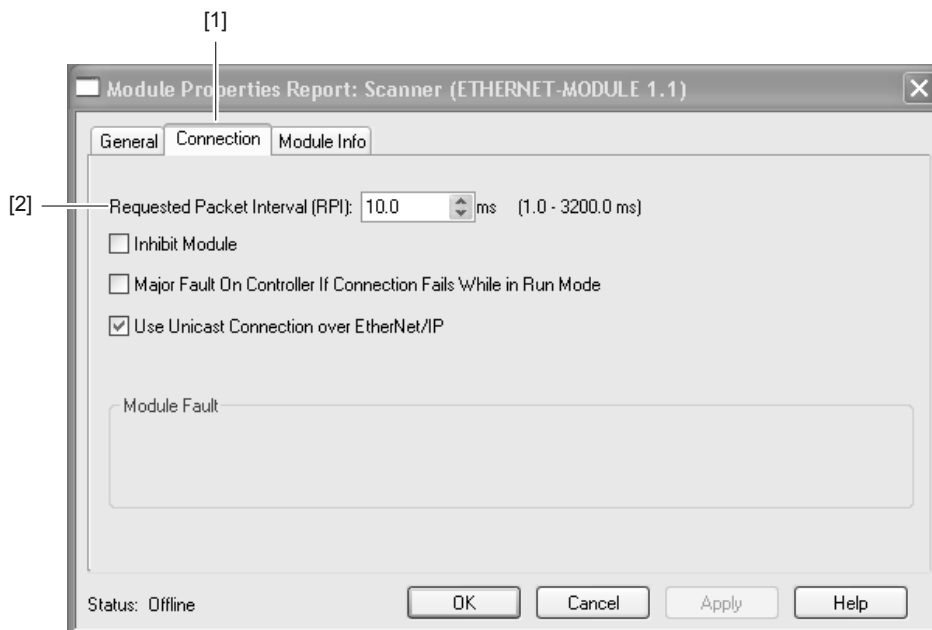 [1]
Module Properties Report: Scanner (ETHERNET-MODULE 1.1)
General Connection Module Info
[2] Requested Packet Interval (RPI): 10.0 ms (1.0 - 3200.0 ms)
Inhibit Module
Major Fault On Controller If Connection Fails While in Run Mode
Use Unicast Connection over EtherNet/IP
Module Fault
Status: Offline OK Cancel Apply Help